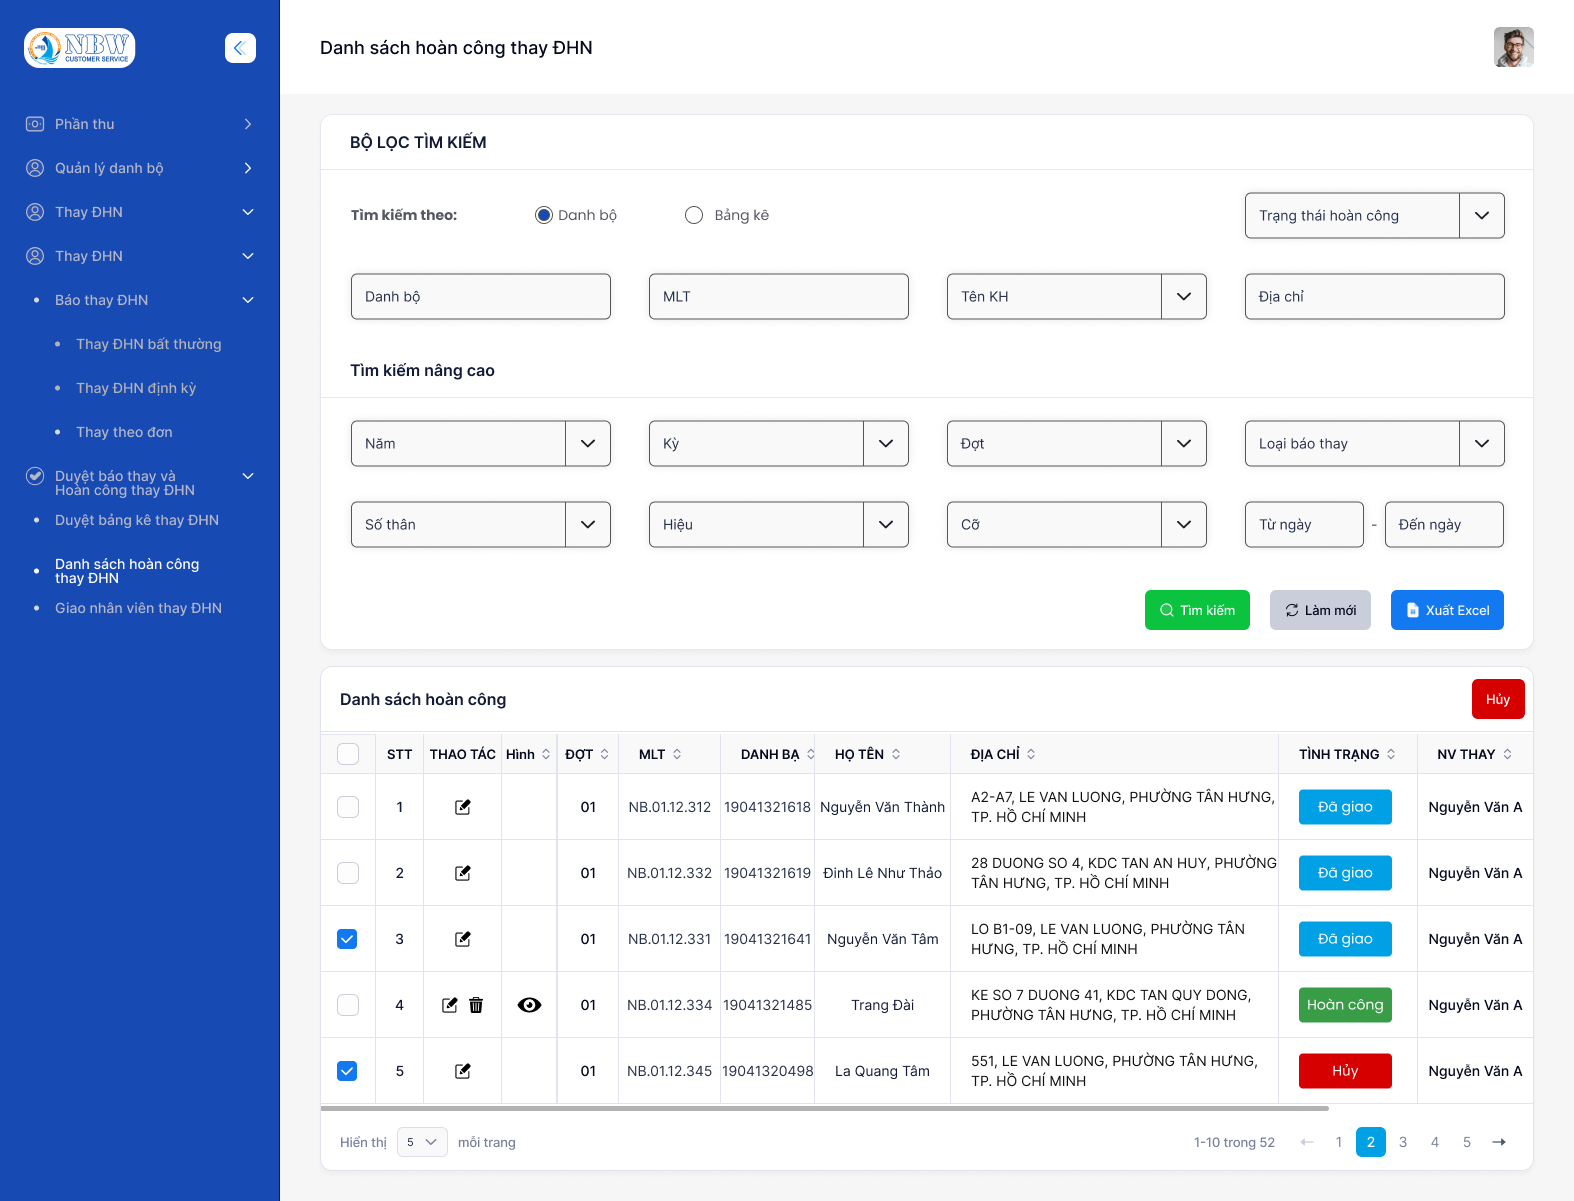 NBW
CUSTOMER SERVICE
Danh sách hoàn công thay ĐHN
Phần thu
Quản lý danh bộ
Thay ĐHN
Thay ĐHN
Báo thay ĐHN
Thay ĐHN bất thường
Thay ĐHN định kỳ
Thay theo đơn
Duyệt báo thay và
Hoàn công thay ĐHN
Duyệt bảng kê thay ĐHN
Danh sách hoàn công
thay ĐHN
Giao nhân viên thay ĐHN
BỘ LỌC TÌM KIẾM
Tìm kiếm theo: Danh bộ Bảng kê Trạng thái hoàn công
Danh bộ MLT Tên KH Địa chỉ
Tìm kiếm nâng cao
Năm Kỳ Đợt Loại báo thay
Số thân Hiệu Cỡ Từ ngày - Đến ngày
Tìm kiếm Làm mới Xuất Excel
Danh sách hoàn công Hủy
STT THAO TÁC Hình ĐỢT MLT DANH BẠ HỌ TÊN ĐỊA CHỈ TÌNH TRẠNG NV THAY
1 01 NB.01.12.312 19041321618 Nguyễn Văn Thành A2-A7, LE VAN LUONG, PHƯỜNG TÂN HƯNG, Đã giao Nguyễn Văn A
TP. HỒ CHÍ MINH
2 01 NB.01.12.332 19041321619 Đinh Lê Như Thảo 28 DUONG SO 4, KDC TAN AN HUY, PHƯỜNG Đã giao Nguyễn Văn A
TÂN HƯNG, TP. HỒ CHÍ MINH
3 01 NB.01.12.331 19041321641 Nguyễn Văn Tâm LO B1-09, LE VAN LUONG, PHƯỜNG TÂN Đã giao Nguyễn Văn A
HƯNG, TP. HỒ CHÍ MINH
4 01 NB.01.12.334 19041321485 Trang Đài KE SO 7 DUONG 41, KDC TAN QUY DONG, Hoàn công Nguyễn Văn A
PHƯỜNG TÂN HƯNG, TP. HỒ CHÍ MINH
5 01 NB.01.12.345 19041320498 La Quang Tâm 551, LE VAN LUONG, PHƯỜNG TÂN HƯNG, Hủy Nguyễn Văn A
TP. HỒ CHÍ MINH
Hiển thị 5 mỗi trang 1-10 trong 52 ← 1 2 3 4 5 →